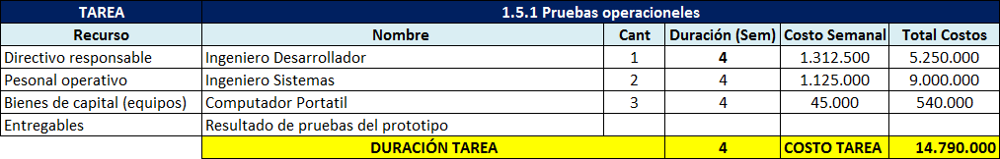 TAREA 1.5.1 Pruebas operacioneles
Recurso Nombre Cant Duración (Sem) Costo Semanal Total Costos
Directivo responsable Ingeniero Desarrollador 1 4 1.312.500 5.250.000
Pesonal operativo Ingeniero Sistemas 2 4 1.125.000 9.000.000
Bienes de capital (equipos) Computador Portatil 3 4 45.000 540.000
Entregables Resultado de pruebas del prototipo
DURACIÓN TAREA 4 COSTO TAREA 14.790.000